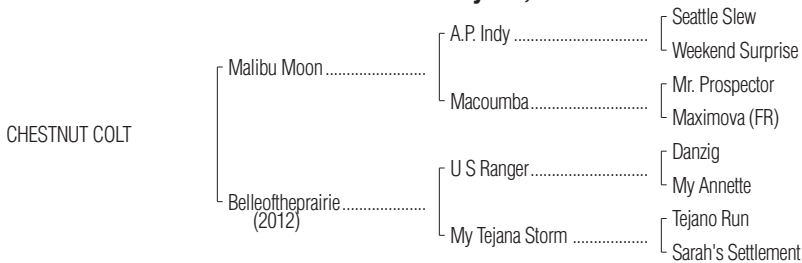 CHESTNUT COLT
Malibu Moon
Belleoftheprairie
(2012)
A.P. Indy
Macoumba
U S Ranger
My Tejana Storm
Seattle Slew
Weekend Surprise
Mr. Prospector
Maximova (FR)
Danzig
My Annette
Tejano Run
Sarah's Settlement